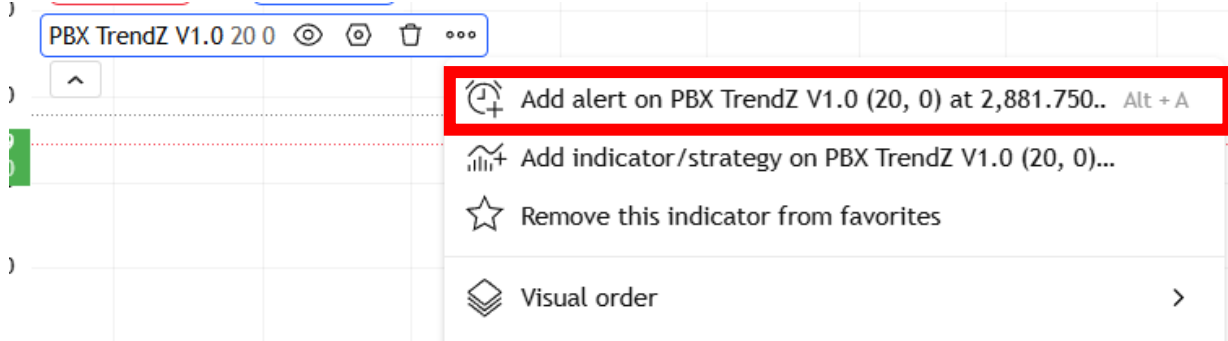 PBX TrendZ V1.0 20 0
Add alert on PBX TrendZ V1.0 (20, 0) at 2,881.750.. Alt + A
Add indicator/strategy on PBX TrendZ V1.0 (20, 0)...
Remove this indicator from favorites
Visual order